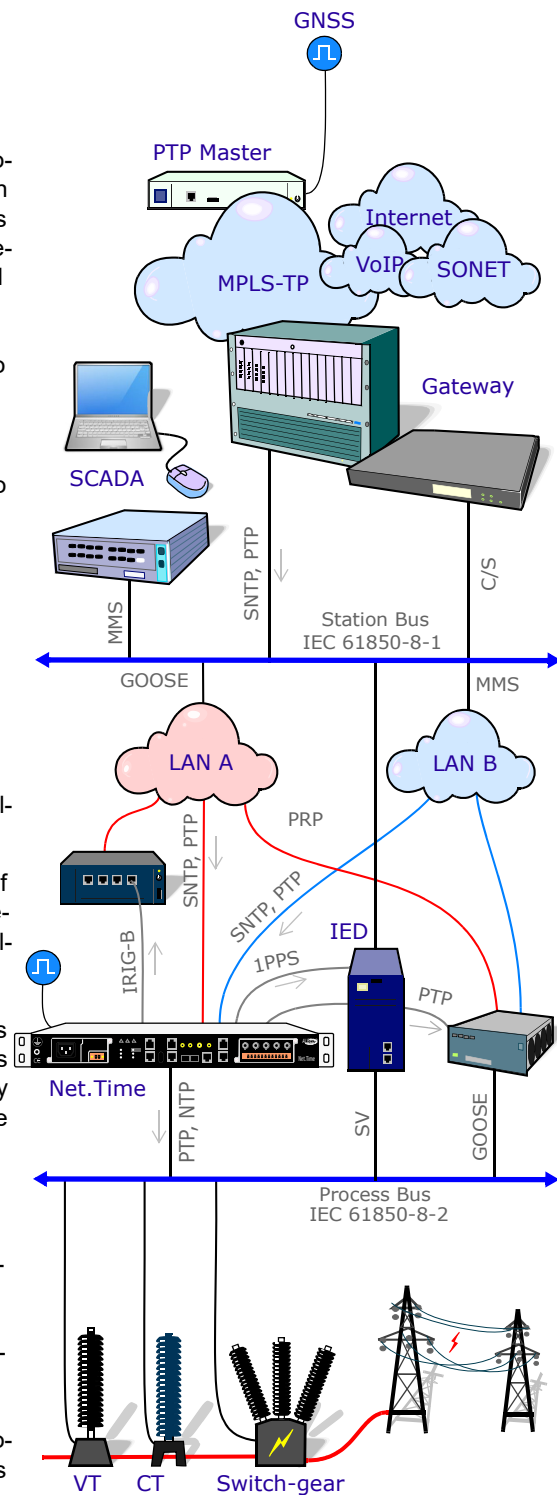 GNSS
PTP Master
Internet
VoIP
SONET
MPLS-TP
Gateway
SCADA
SNTP, PTP
C/S
MMS
Station Bus
IEC 61850-8-1
GOOSE
MMS
LAN A
LAN B
PRP
SNTP, PTP
SNTP, PTP
IED
IRIG-B
1PPS
PTP
Net.Time
Net.Time
PTP, NTP
SV
GOOSE
Process Bus
IEC 61850-8-2
VT
CT
Switch-gear
o-
n
s
e-
l
o
o
l-
f
e-
l-
s
s
y
e
-
-
o-
s